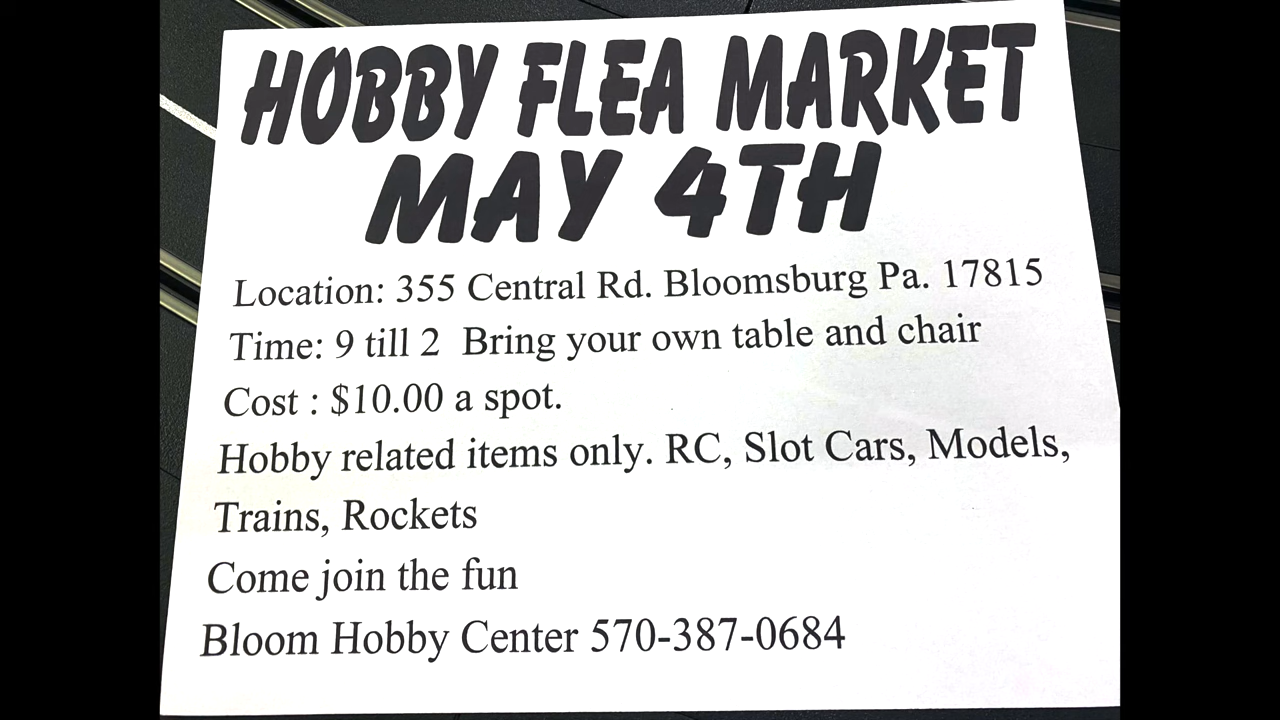 HOBBY FLEA MARKET
MAY 4TH
Location: 355 Central Rd. Bloomsburg Pa. 17815
Time: 9 till 2 Bring your own table and chair
Cost : $10.00 a spot.
Hobby related items only. RC, Slot Cars, Models,
Trains, Rockets
Come join the fun
Bloom Hobby Center 570-387-0684